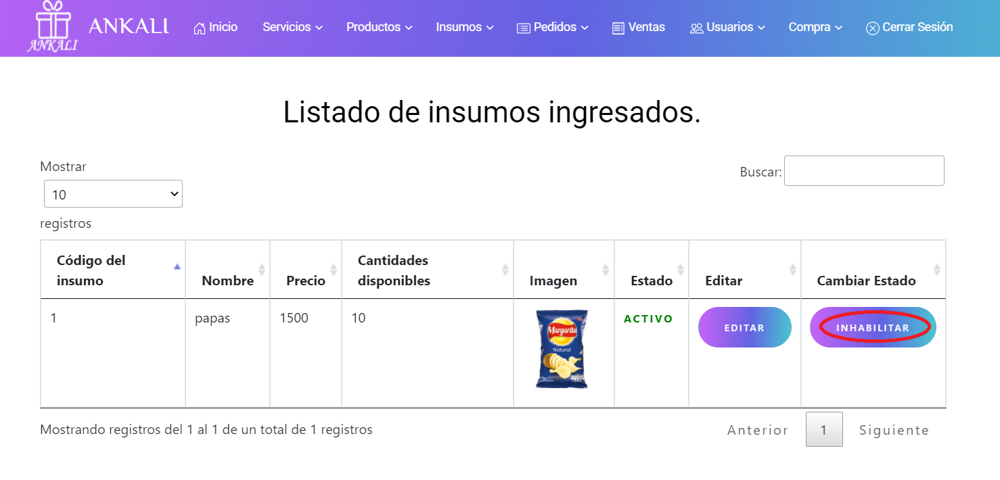 ANKALI
ANKALI
Inicio
Servicios
Productos
Insumos
Pedidos
Ventas
Usuarios
Compra
Cerrar Sesión
Listado de insumos ingresados.
Mostrar
10
registros
Buscar:
Código del
insumo
Nombre
Precio
Cantidades
disponibles
Imagen
Estado
Editar
Cambiar Estado
1
papas
1500
10
Margarita
Natural
ACTIVO
EDITAR
INHABILITAR
Mostrando registros del 1 al 1 de un total de 1 registros
Anterior
1
Siguiente